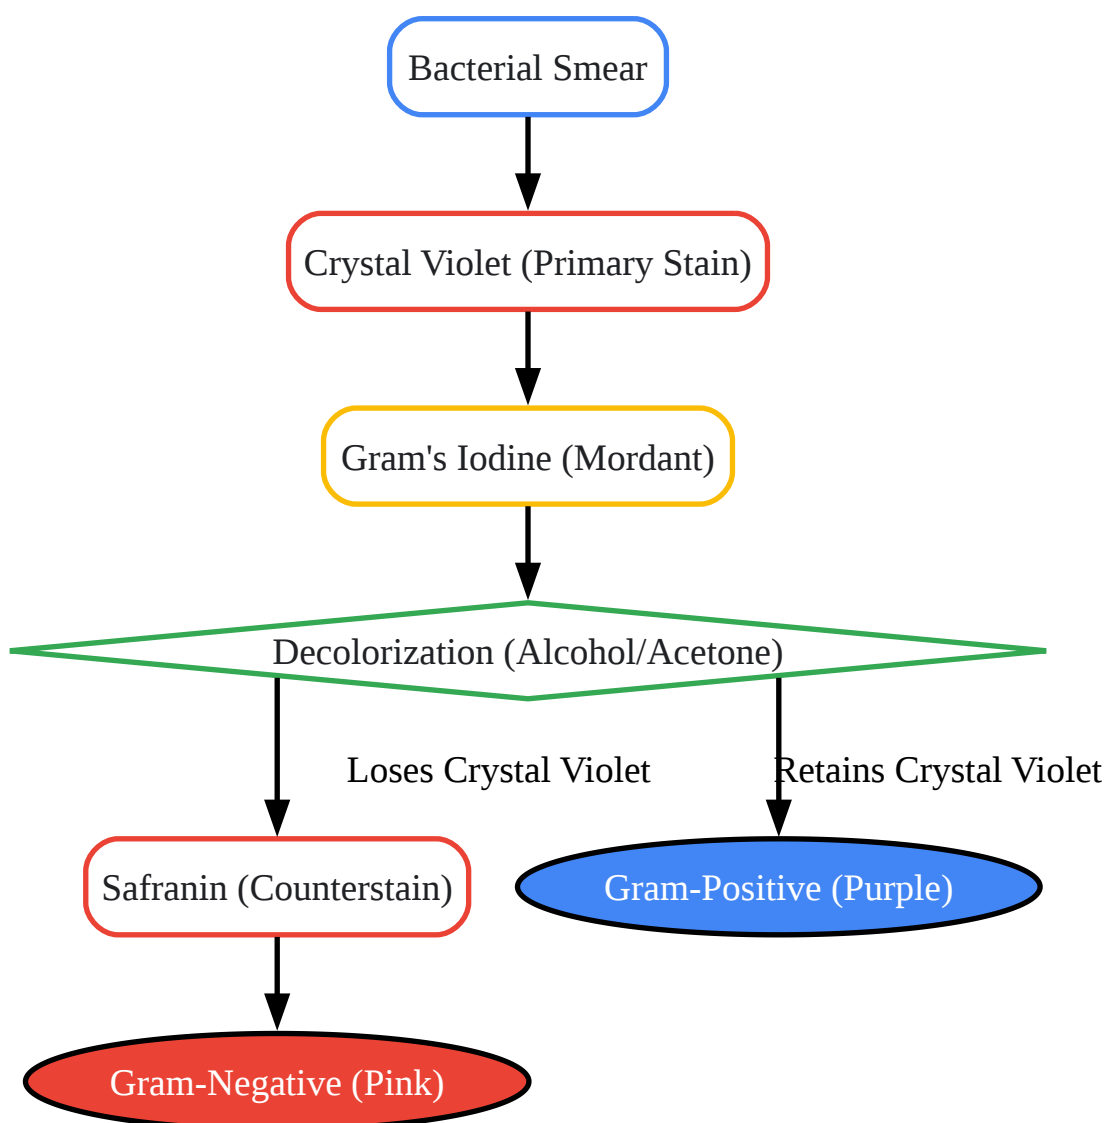 Bacterial Smear
Crystal Violet (Primary Stain)
Gram's Iodine (Mordant)
Decolorization (Alcohol/Acetone)
Loses Crystal Violet
Retains Crystal Violet
Safranin (Counterstain)
Gram-Positive (Purple)
Gram-Negative (Pink)